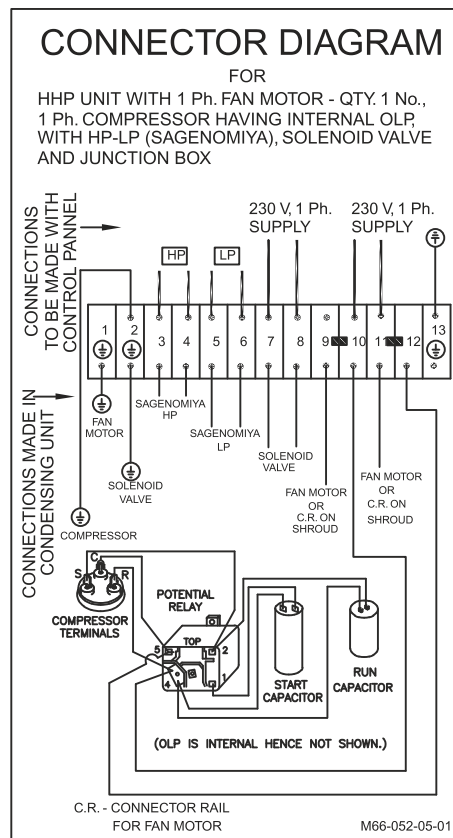 CONNECTOR DIAGRAM
FOR
HHP UNIT WITH 1 Ph. FAN MOTOR - QTY. 1 No.,
1 Ph. COMPRESSOR HAVING INTERNAL OLP,
WITH HP-LP (SAGENOMIYA), SOLENOID VALVE
AND JUNCTION BOX
CONNECTIONS
TO BE MADE WITH
CONTROL PANNEL
HP
LP
230 V, 1 Ph.
SUPPLY
230 V, 1 Ph.
SUPPLY
1 2 3 4 5 6 7 8 9 10 11 12 13
CONNECTIONS MADE IN
CONDENSING UNIT
FAN
MOTOR
SOLENOID
VALVE
COMPRESSOR
SAGENOMIYA
HP
SAGENOMIYA
LP
SOLENOID
VALVE
FAN MOTOR
OR
C.R. ON
SHROUD
FAN MOTOR
OR
C.R. ON
SHROUD
C
S R
COMPRESSOR
TERMINALS
POTENTIAL
RELAY
TOP
5 2
4 1
START
CAPACITOR
RUN
CAPACITOR
(OLP IS INTERNAL HENCE NOT SHOWN.)
C.R. - CONNECTOR RAIL
FOR FAN MOTOR
M66-052-05-01